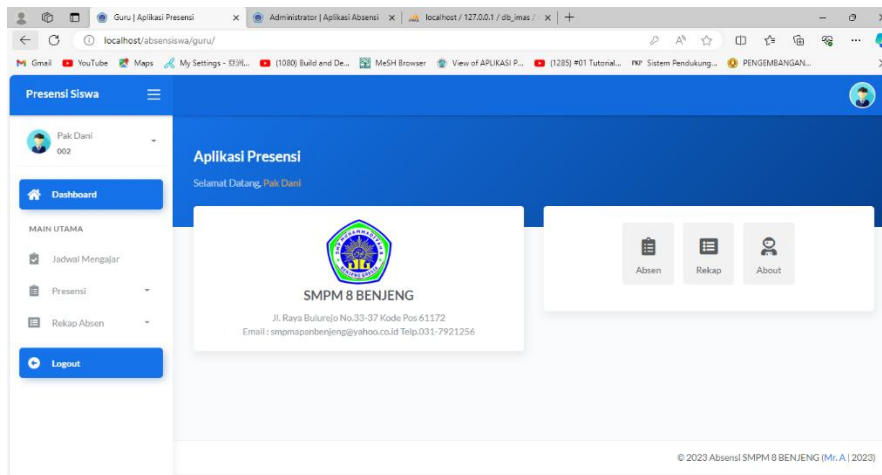 Guru | Aplikasi Presensi
Administrator | Aplikasi Absensi
localhost / 127.0.0.1 / db_imas /
localhost/absensiswa/guru/
Gmail
YouTube
Maps
My Settings -
(1080) Build and De...
MeSH Browser
View of APLIKASI P...
(1285) #01 Tutorial...
Sistem Pendukung...
PENGEMBANGAN...
Presensi Siswa
Pak Dani
002
Dashboard
MAIN UTAMA
Jadwal Mengajar
Presensi
Rekap Absen
Logout
Aplikasi Presensi
Selamat Datang, Pak Dani
SMPM 8 BENJENG
Jl. Raya Bulurejo No.33-37 Kode Pos 61172
Email : smpmapanbenjeng@yahoo.co.id Telp.031-7921256
Absen
Rekap
About
© 2023 Absensi SMPM 8 BENJENG (Mr. A | 2023)